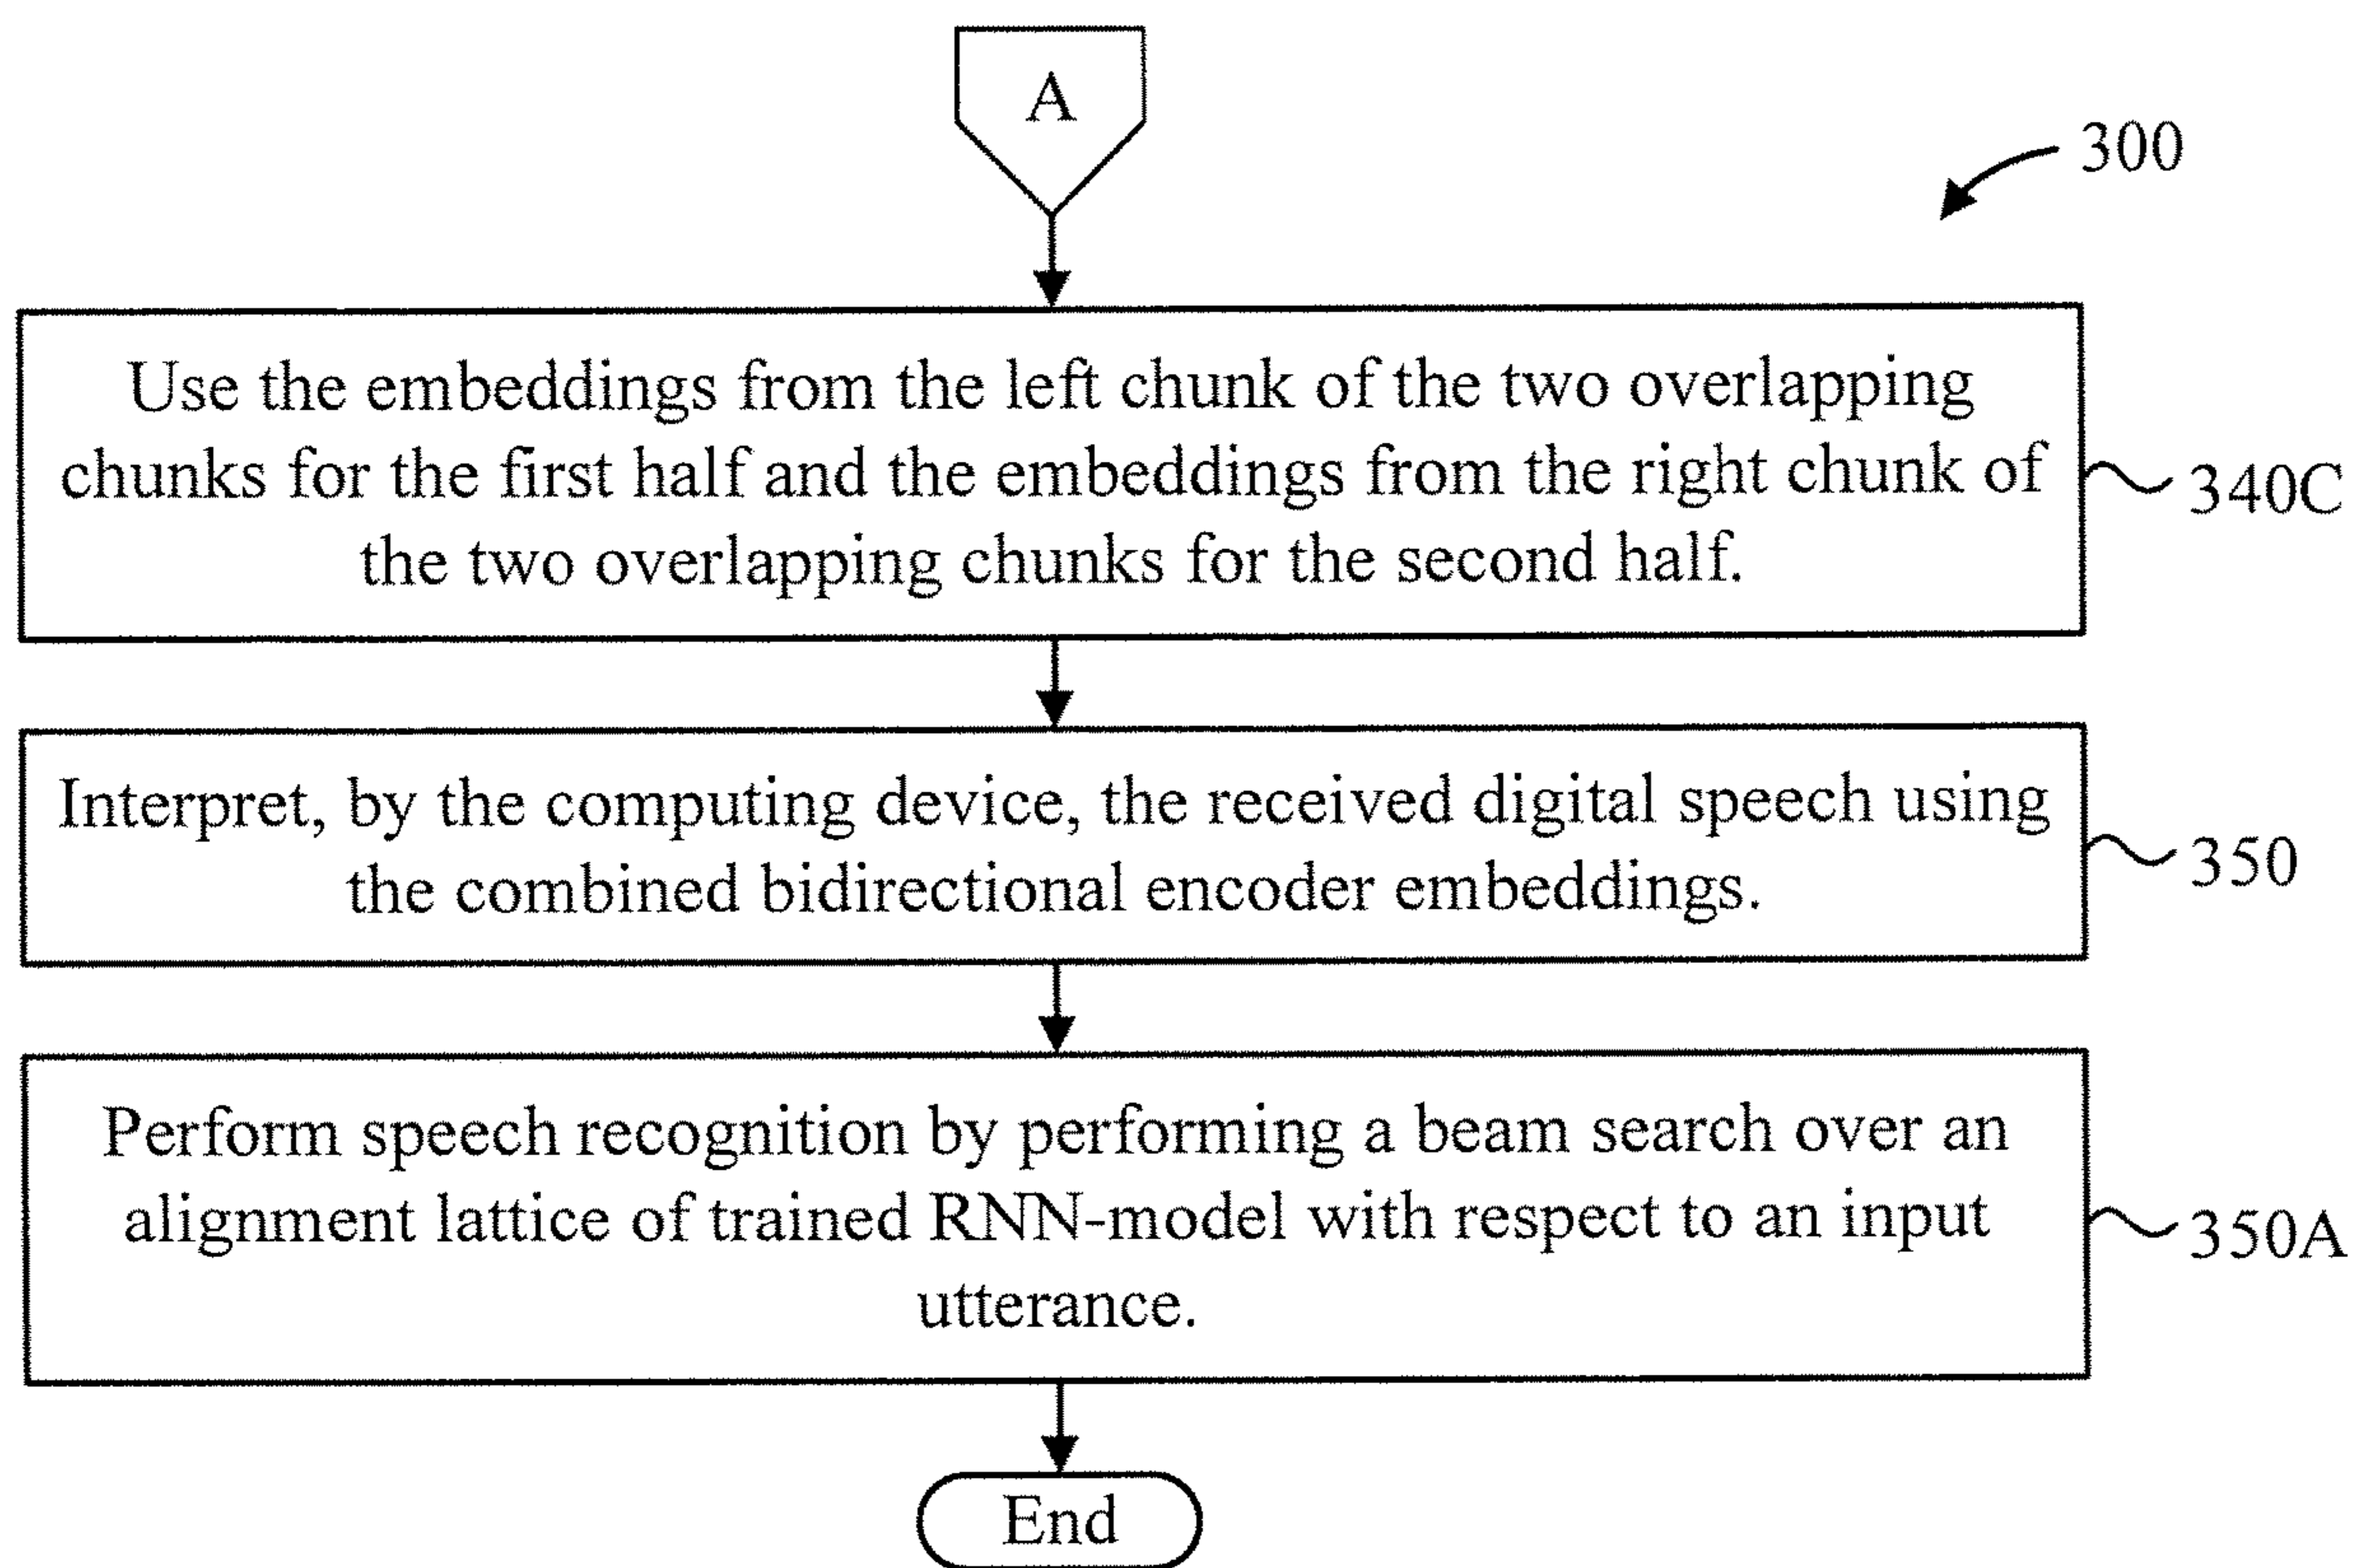 A
300
Use the embeddings from the left chunk of the two overlapping
chunks for the first half and the embeddings from the right chunk of
the two overlapping chunks for the second half.
340C
Interpret, by the computing device, the received digital speech using
the combined bidirectional encoder embeddings.
350
Perform speech recognition by performing a beam search over an
alignment lattice of trained RNN-model with respect to an input
utterance.
350A
End